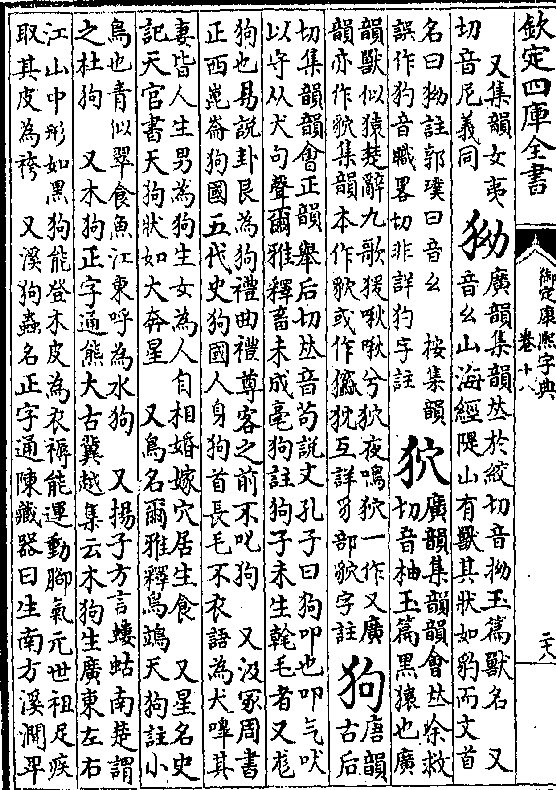 欽定四庫全書
御定康熙字典
卷十八
又集韻女夷
切音尼義同
狕
廣韻集韻𠀤於絞切音拗玉篇獸名 又
音幺山海經隄山有獸其狀如豹而文首
名曰狕註郭璞曰音幺 按集韻
誤作狗音職畧切非詳狗字註
狖
廣韻集韻韻會𠀤徐救
切音柚玉篇黑猿也廣
韻獸似猿楚辭九歌猨啾啾兮狖夜鳴狖一作又廣
韻亦作貁集韻本作貁或作㺠犹互詳豸部貁字註
狗
唐韻
古后
切集韻韻會正韻舉后切𠀤音苟說文孔子曰狗叩也叩气吠
以守从犬句聲爾雅釋畜未成毫狗註狗子未生㲦毛者又尨
狗也易說卦艮為狗禮曲禮尊客之前不叱狗 又汲冢周書
正西崑崙狗國五代史狗國人身狗首長毛不衣語為犬嘷其
妻皆人生男為狗生女為人自相婚嫁穴居生食 又星名史
記天官書天狗狀如大奔星 又鳥名爾雅釋鳥鴗天狗註小
鳥也青似翠食魚江東呼為水狗 又揚子方言螻蛄南楚謂
之杜狗 又木狗正字通熊大古冀越集云木狗生廣東左右
江山中形如黑狗能登木皮為衣褥能運動腳氣元世祖足疾
取其皮為袴 又溪狗蟲名正字通陳藏器曰生南方溪澗平